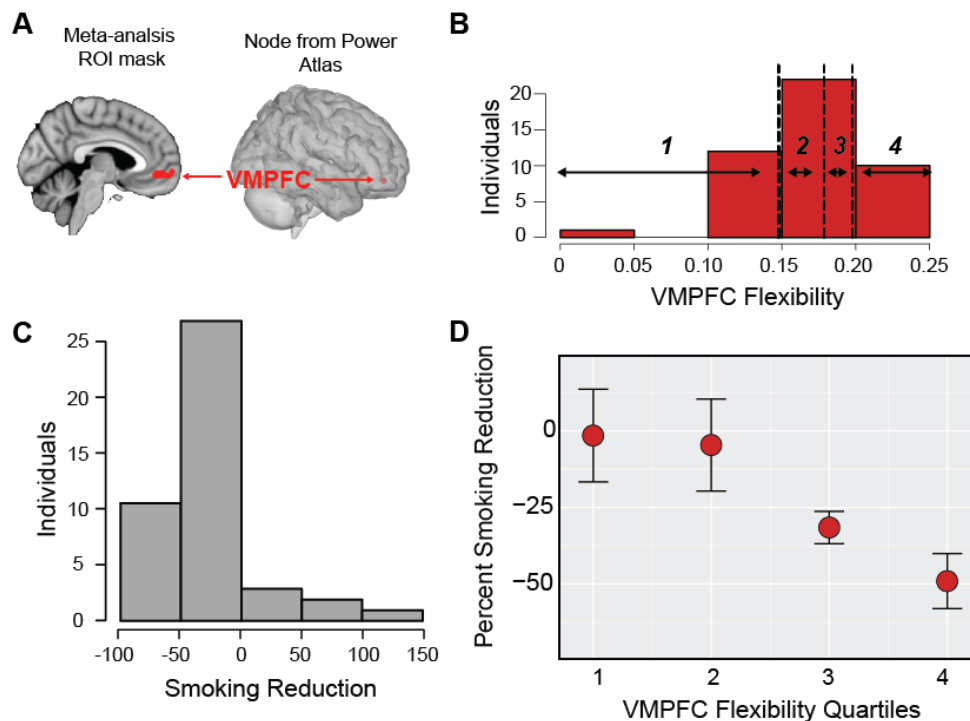 A
Meta-analsis
ROI mask
Node from Power
Atlas
VMPFC
B
Individuals
20
15
10
5
0
1
2
3
4
0
0.05
0.10
0.15
0.20
0.25
VMPFC Flexibility
C
Individuals
25
20
15
10
5
0
-100
-50
0
50
100
150
Smoking Reduction
D
Percent Smoking Reduction
0
−25
−50
1
2
3
4
VMPFC Flexibility Quartiles